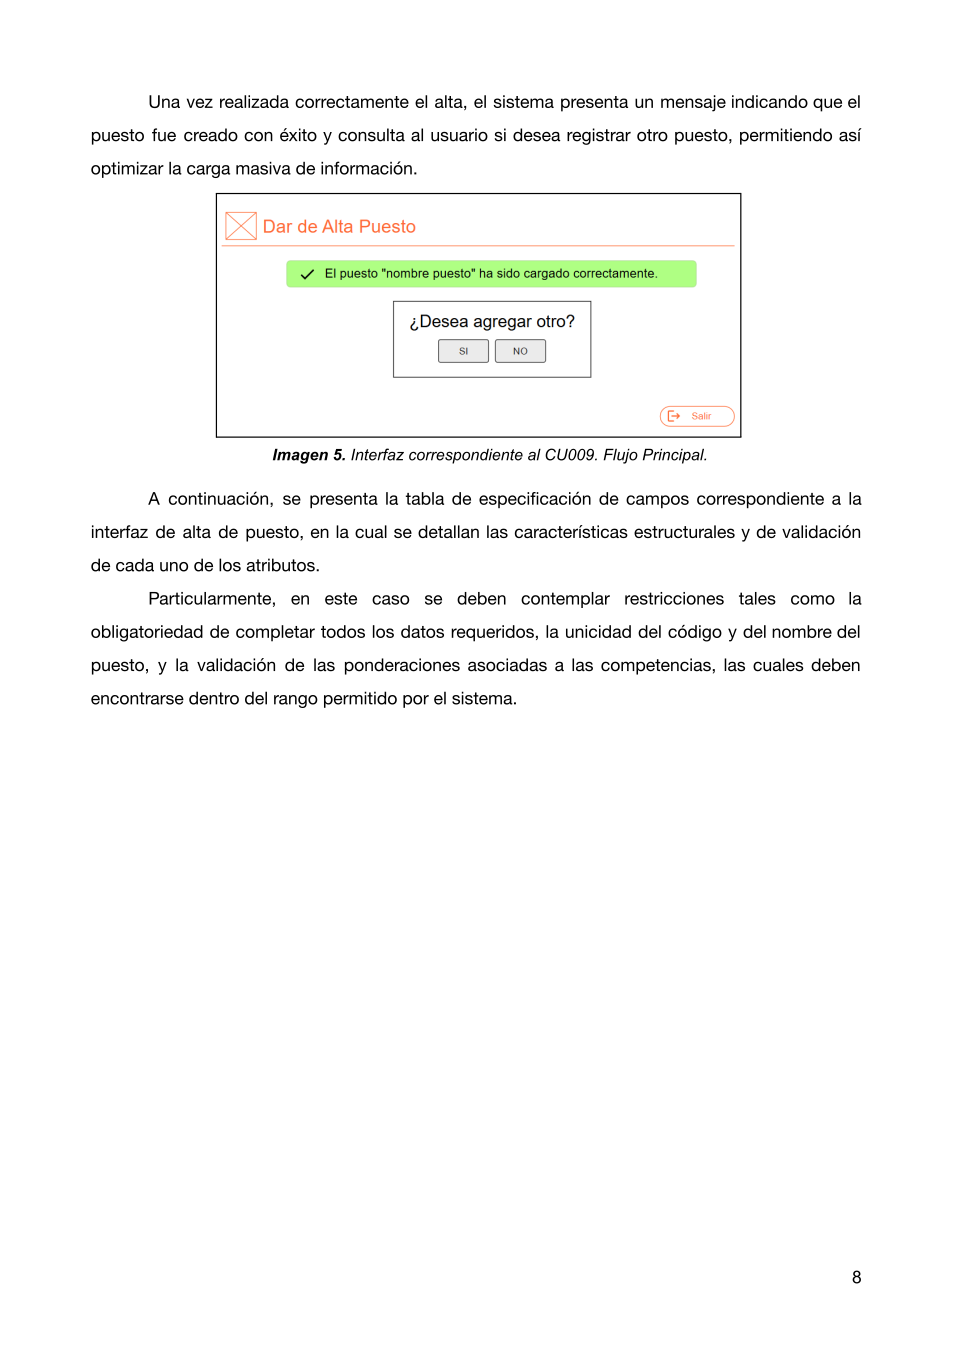 Una vez realizada correctamente el alta, el sistema presenta un mensaje indicando que el
puesto fue creado con éxito y consulta al usuario si desea registrar otro puesto, permitiendo así
optimizar la carga masiva de información.
Dar de Alta Puesto
El puesto "nombre puesto" ha sido cargado correctamente.
¿Desea agregar otro?
SI NO
Salir
Imagen 5. Interfaz correspondiente al CU009. Flujo Principal.
A continuación, se presenta la tabla de especificación de campos correspondiente a la
interfaz de alta de puesto, en la cual se detallan las características estructurales y de validación
de cada uno de los atributos.
Particularmente, en este caso se deben contemplar restricciones tales como la
obligatoriedad de completar todos los datos requeridos, la unicidad del código y del nombre del
puesto, y la validación de las ponderaciones asociadas a las competencias, las cuales deben
encontrarse dentro del rango permitido por el sistema.
8